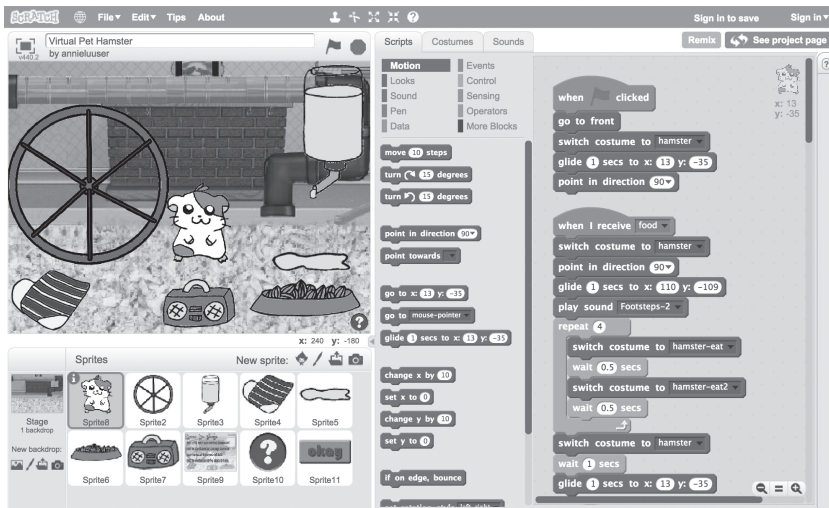 SCRATCH File▾ Edit▾ Tips About Sign in to save Sign in▾
v440.2
Virtual Pet Hamster
by annieluuser
Scripts Costumes Sounds
Remix See project page
Motion Events
Looks Control
Sound Sensing
Pen Operators
Data More Blocks
move 10 steps
turn 15 degrees
turn 15 degrees
point in direction 90▾
point towards
go to x: 13 y: -35
go to mouse-pointer
glide 1 secs to x: 13 y: -35
change x by 10
set x to 0
change y by 10
set y to 0
if on edge, bounce
x: 13
y: -35
when clicked
go to front
switch costume to hamster
glide 1 secs to x: 13 y: -35
point in direction 90▾
when I receive food
switch costume to hamster
point in direction 90▾
glide 1 secs to x: 110 y: -109
play sound Footsteps-2
repeat 4
switch costume to hamster-eat
wait 0.5 secs
switch costume to hamster-eat2
wait 0.5 secs
switch costume to hamster
wait 1 secs
glide 1 secs to x: 13 y: -35
?
x: 240 y: -180
Sprites New sprite:
Stage
1 backdrop
New backdrop:
Sprite8 Sprite2 Sprite3 Sprite4 Sprite5
?
okay
Sprite6 Sprite7 Sprite9 Sprite10 Sprite11